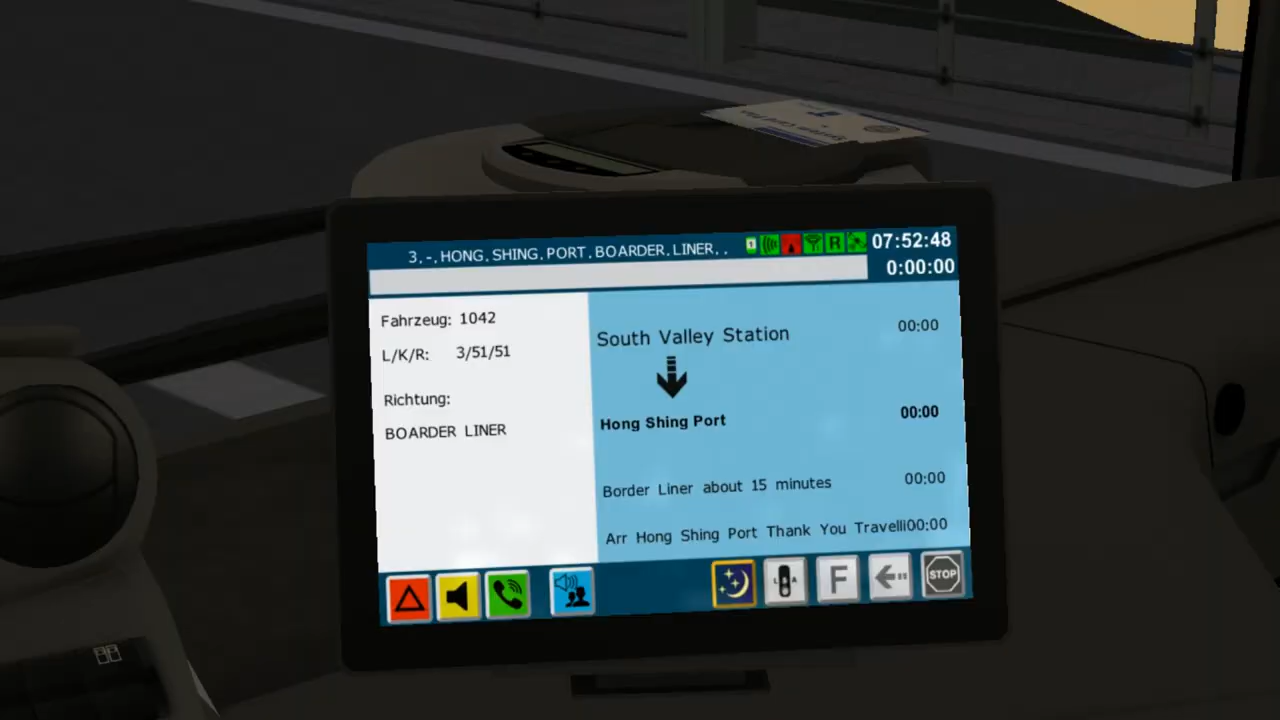 3,-,HONG,SHING,PORT,BOARDER,LINER,,
1
R
07:52:48
0:00:00
Fahrzeug: 1042
L/K/R: 3/51/51
Richtung:
BOARDER LINER
South Valley Station 00:00
Hong Shing Port 00:00
Border Liner about 15 minutes 00:00
Arr Hong Shing Port Thank You Travelli00:00
L A
F
STOP